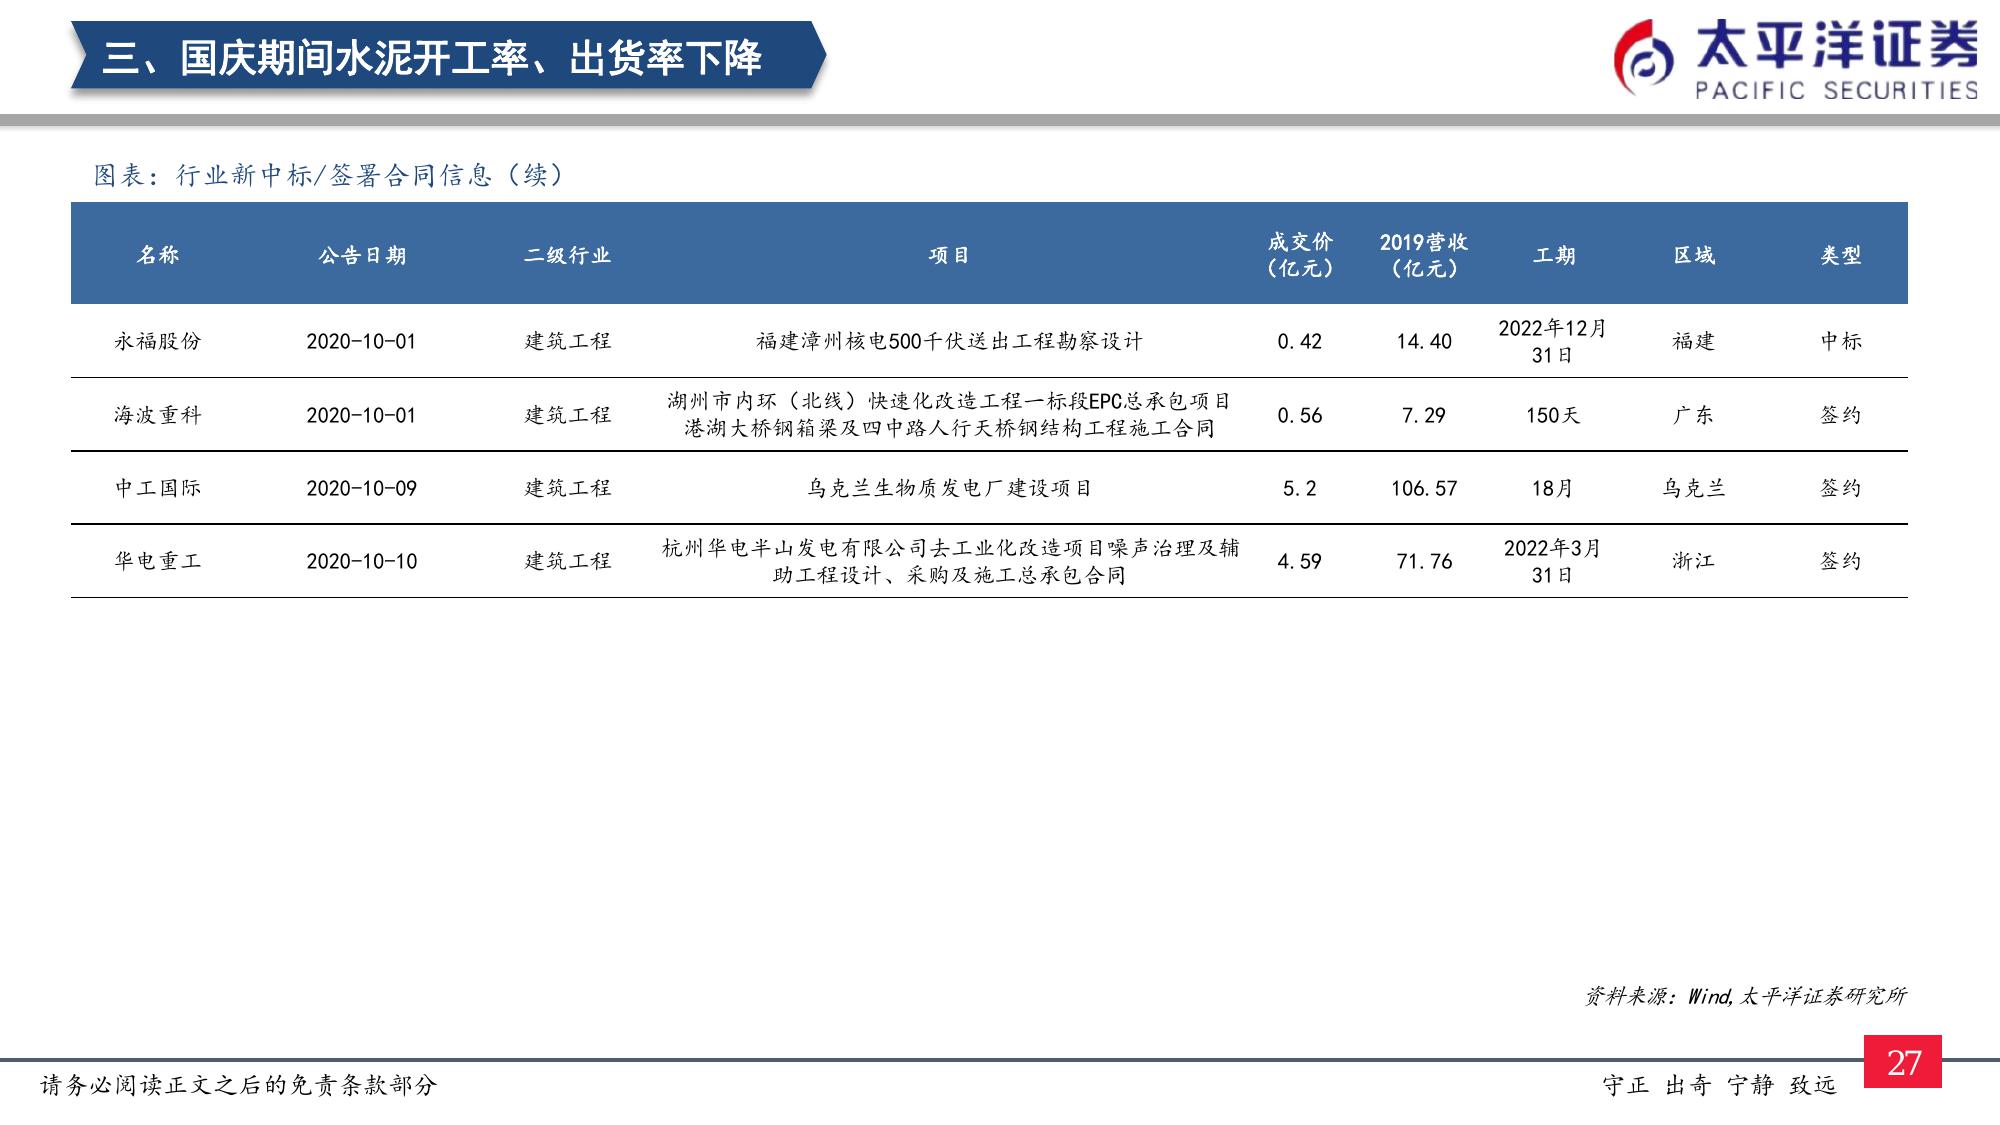 三、国庆期间水泥开工率、出货率下降
太平洋证券
PACIFIC SECURITIES
图表：行业新中标/签署合同信息（续）
名称 公告日期 二级行业 项目 成交价（亿元） 2019营收（亿元） 工期 区域 类型
永福股份 2020-10-01 建筑工程 福建漳州核电500千伏送出工程勘察设计 0.42 14.40 2022年12月31日 福建 中标
海波重科 2020-10-01 建筑工程 湖州市内环（北线）快速化改造工程一标段EPC总承包项目港湖大桥钢箱梁及四中路人行天桥钢结构工程施工合同 0.56 7.29 150天 广东 签约
中工国际 2020-10-09 建筑工程 乌克兰生物质发电厂建设项目 5.2 106.57 18月 乌克兰 签约
华电重工 2020-10-10 建筑工程 杭州华电半山发电有限公司去工业化改造项目噪声治理及辅助工程设计、采购及施工总承包合同 4.59 71.76 2022年3月31日 浙江 签约
资料来源：Wind,太平洋证券研究所
请务必阅读正文之后的免责条款部分
守正 出奇 宁静 致远
27